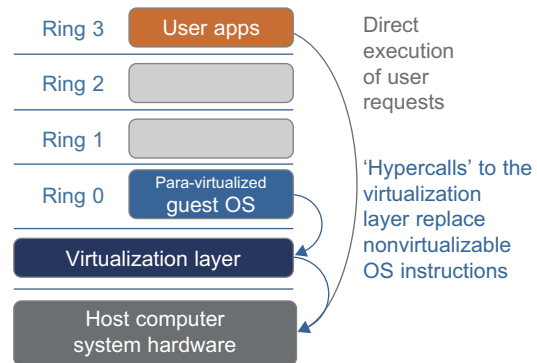 Ring 3
User apps
Direct
execution
of user
requests
Ring 2
Ring 1
Ring 0
Para-virtualized
guest OS
'Hypercalls' to the
virtualization
layer replace
nonvirtualizable
OS instructions
Virtualization layer
Host computer
system hardware